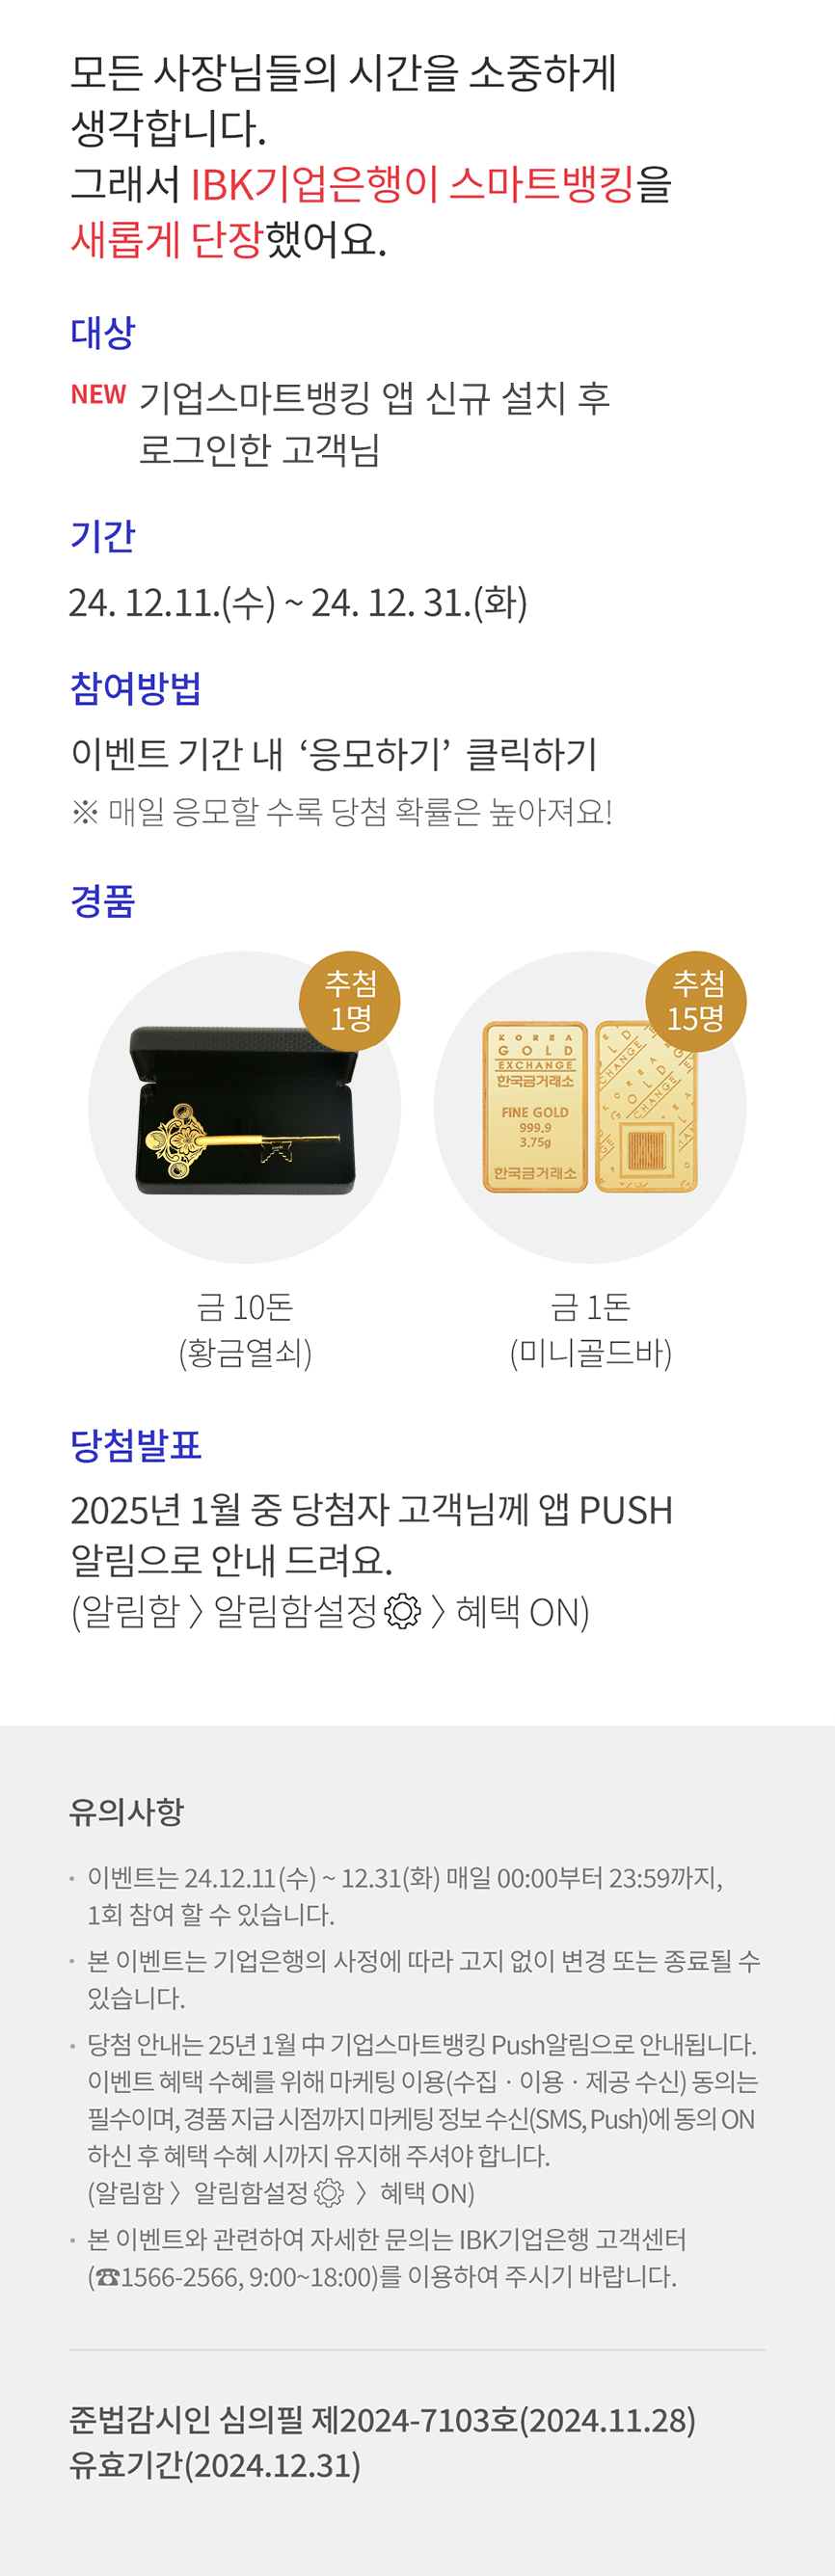 모든 사장님들의 시간을 소중하게
생각합니다.
그래서 IBK기업은행이 스마트뱅킹을
새롭게 단장했어요.
대상
NEW 기업스마트뱅킹 앱 신규 설치 후
로그인한 고객님
기간
24. 12.11.(수) ~ 24. 12. 31.(화)
참여방법
이벤트 기간 내 ‘응모하기’ 클릭하기
※ 매일 응모할 수록 당첨 확률은 높아져요!
경품
추첨
1명
추첨
15명
KOREA
GOLD
EXCHANGE
한국금거래소
FINE GOLD
999.9
3,75g
한국금거래소
금 10돈
(황금열쇠)
금 1돈
(미니골드바)
당첨발표
2025년 1월 중 당첨자 고객님께 앱 PUSH
알림으로 안내 드려요.
(알림함 〉 알림함설정 〉 혜택 ON)
유의사항
· 이벤트는 24.12.11(수) ~ 12.31(화) 매일 00:00부터 23:59까지,
1회 참여 할 수 있습니다.
· 본 이벤트는 기업은행의 사정에 따라 고지 없이 변경 또는 종료될 수
있습니다.
· 당첨 안내는 25년 1월 中 기업스마트뱅킹 Push알림으로 안내됩니다.
이벤트 혜택 수혜를 위해 마케팅 이용(수집 · 이용 · 제공 수신) 동의는
필수이며, 경품 지급 시점까지 마케팅 정보 수신(SMS, Push)에 동의 ON
하신 후 혜택 수혜 시까지 유지해 주셔야 합니다.
(알림함 〉 알림함설정 〉 혜택 ON)
· 본 이벤트와 관련하여 자세한 문의는 IBK기업은행 고객센터
(☎1566-2566, 9:00~18:00)를 이용하여 주시기 바랍니다.
준법감시인 심의필 제2024-7103호(2024.11.28)
유효기간(2024.12.31)